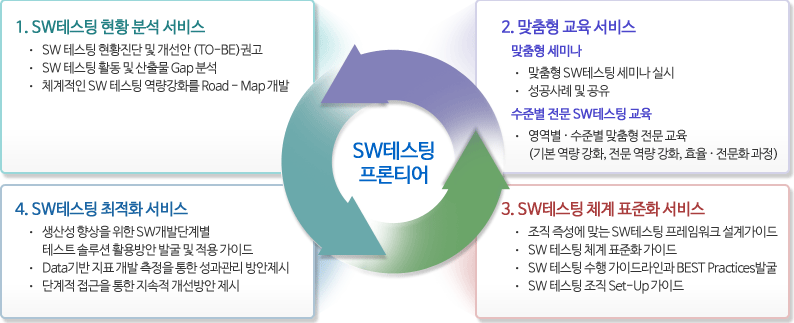 1. SW테스팅 현황 분석 서비스
· SW 테스팅 현황진단 및 개선안 (TO-BE)권고
· SW 테스팅 활동 및 산출물 Gap 분석
· 체계적인 SW 테스팅 역량강화를 Road - Map 개발
2. 맞춤형 교육 서비스
맞춤형 세미나
· 맞춤형 SW테스팅 세미나 실시
· 성공사례 및 공유
수준별 전문 SW테스팅 교육
· 영역별 · 수준별 맞춤형 전문 교육
(기본 역량 강화, 전문 역량 강화, 효율 · 전문화 과정)
SW테스팅
프론티어
4. SW테스팅 최적화 서비스
· 생산성 향상을 위한 SW개발단계별
테스트 솔루션 활용방안 발굴 및 적용 가이드
· Data기반 지표 개발 측정을 통한 성과관리 방안제시
· 단계적 접근을 통한 지속적 개선방안 제시
3. SW테스팅 체계 표준화 서비스
· 조직 측성에 맞는 SW테스팅 프레임워크 설계가이드
· SW 테스팅 체계 표준화 가이드
· SW 테스팅 수행 가이드라인과 BEST Practices발굴
· SW 테스팅 조직 Set-Up 가이드